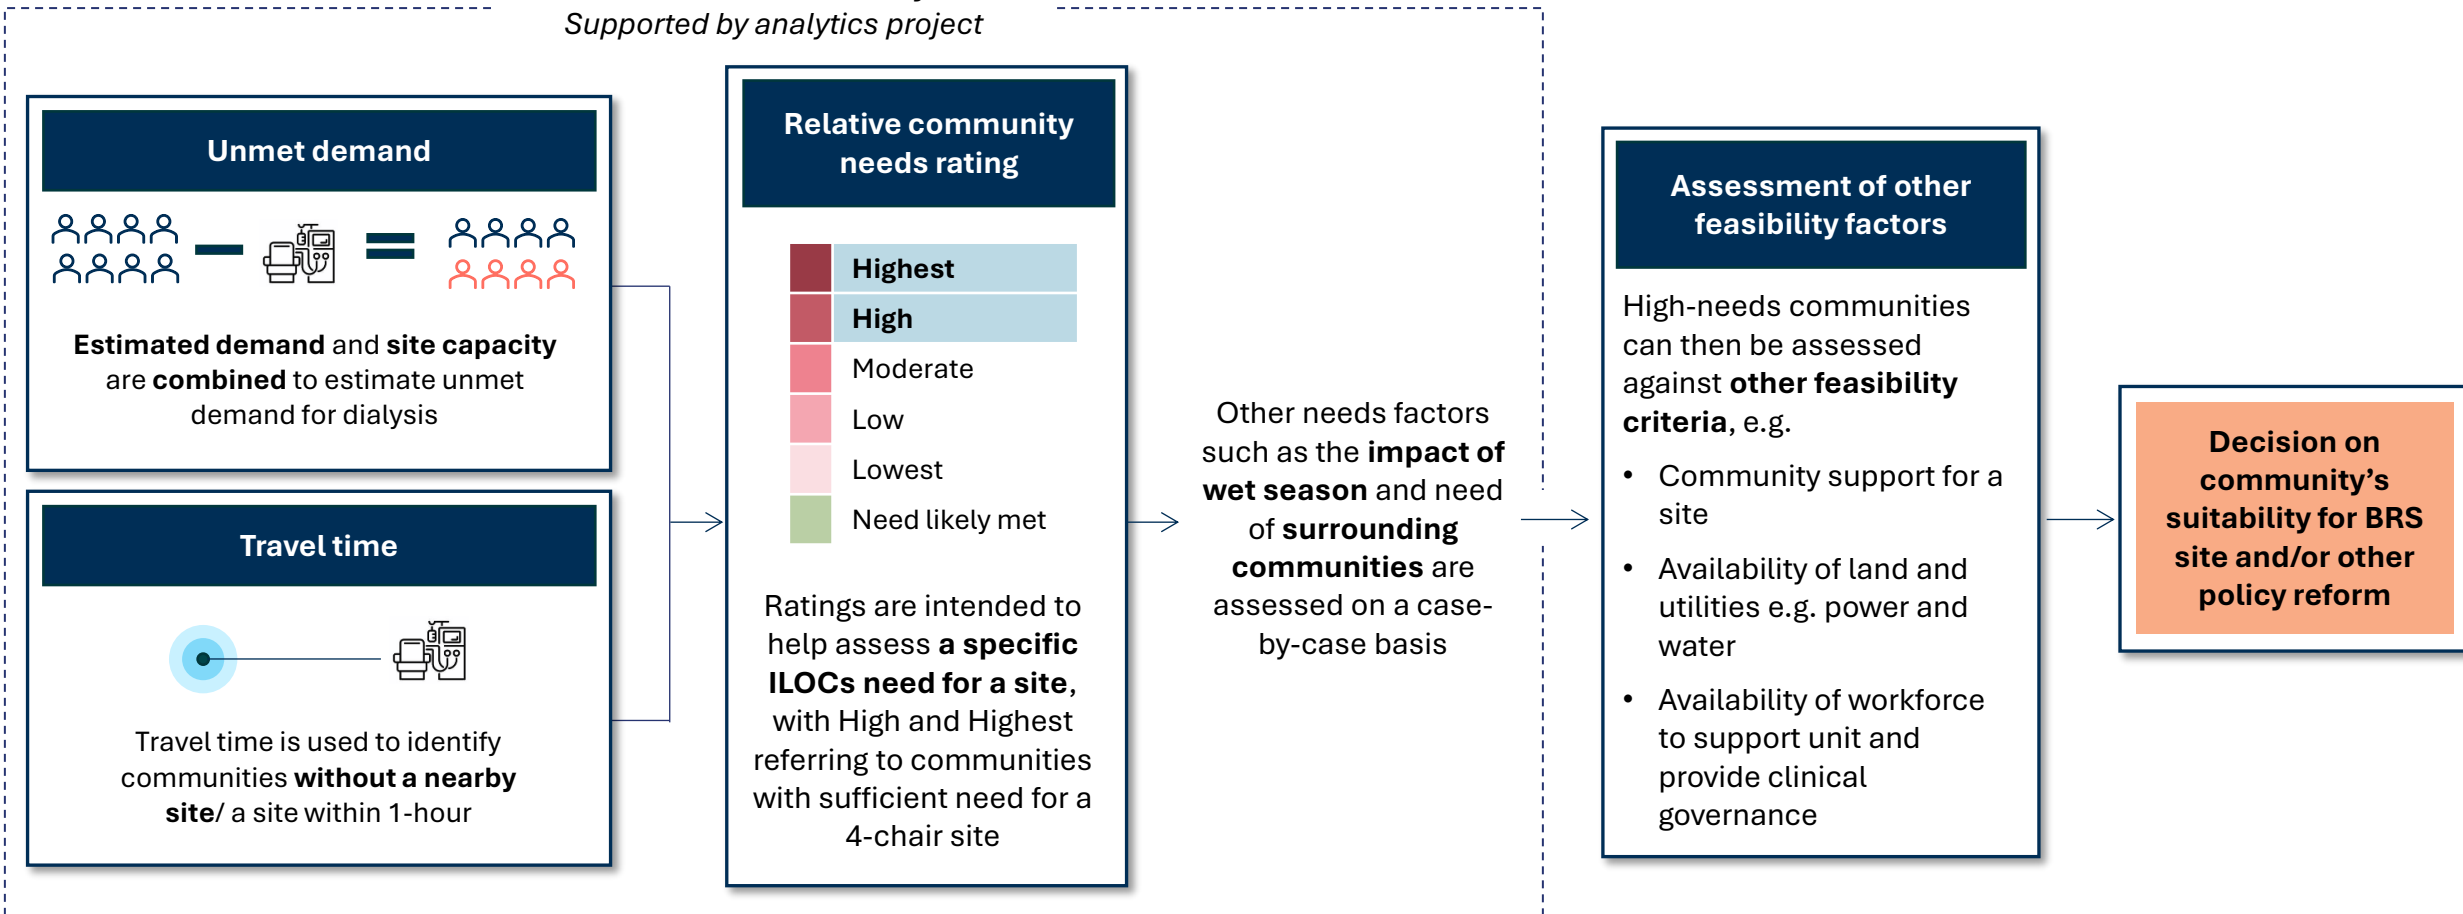 Supported by analytics project
Unmet demand
Estimated demand and site capacity
are combined to estimate unmet
demand for dialysis
Travel time
Travel time is used to identify
communities without a nearby
site/ a site within 1-hour
Relative community
needs rating
Highest
High
Moderate
Low
Lowest
Need likely met
Ratings are intended to
help assess a specific
ILOCs need for a site,
with High and Highest
referring to communities
with sufficient need for a
4-chair site
Other needs factors
such as the impact of
wet season and need
of surrounding
communities are
assessed on a case-
by-case basis
Assessment of other
feasibility factors
High-needs communities
can then be assessed
against other feasibility
criteria, e.g.
• Community support for a
site
• Availability of land and
utilities e.g. power and
water
• Availability of workforce
to support unit and
provide clinical
governance
Decision on
community’s
suitability for BRS
site and/or other
policy reform